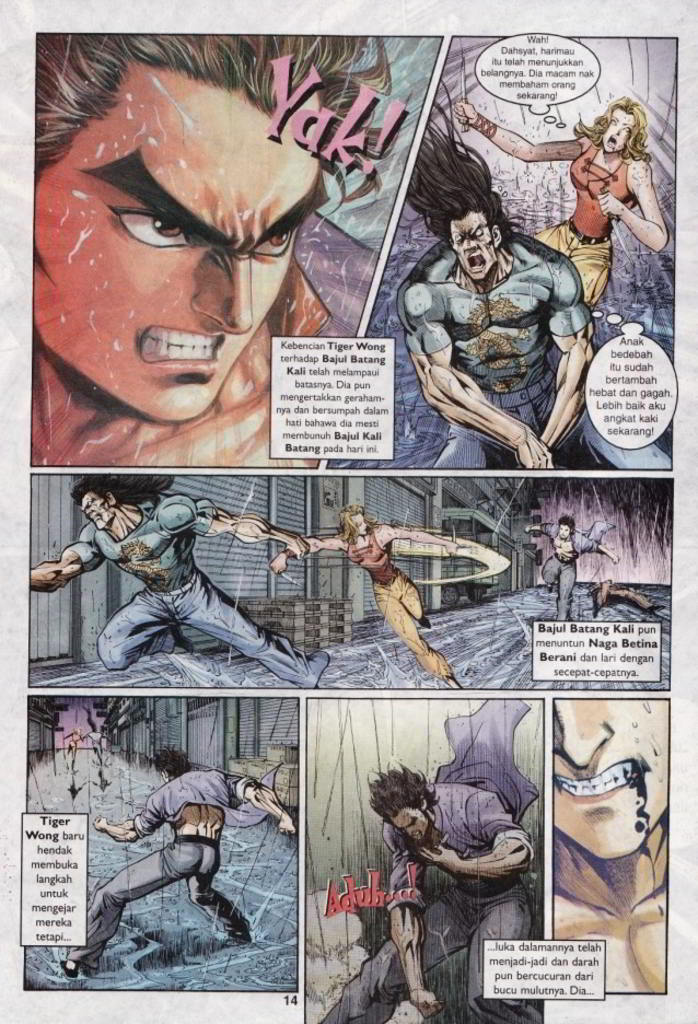 Yak!
Wah!
Dahsyat, harimau
itu telah menunjukkan
belangnya. Dia macam nak
membaham orang
sekarang!
Kebencian Tiger Wong
terhadap Bajul Batang
Kali telah melampaui
batasnya. Dia pun
mengertakkan geraham-
nya dan bersumpah dalam
hati bahawa dia mesti
membunuh Bajul Kali
Batang pada hari ini.
Anak
bedebah
itu sudah
bertambah
hebat dan gagah.
Lebih baik aku
angkat kaki
sekarang!
Bajul Batang Kali pun
menuntun Naga Betina
Berani dan lari dengan
secepat-cepatnya.
Tiger
Wong baru
hendak
membuka
langkah
untuk
mengejar
mereka
tetapi...
Aduh...!
...luka dalamannya telah
menjadi-jadi dan darah
pun bercucuran dari
bucu mulutnya. Dia...
14